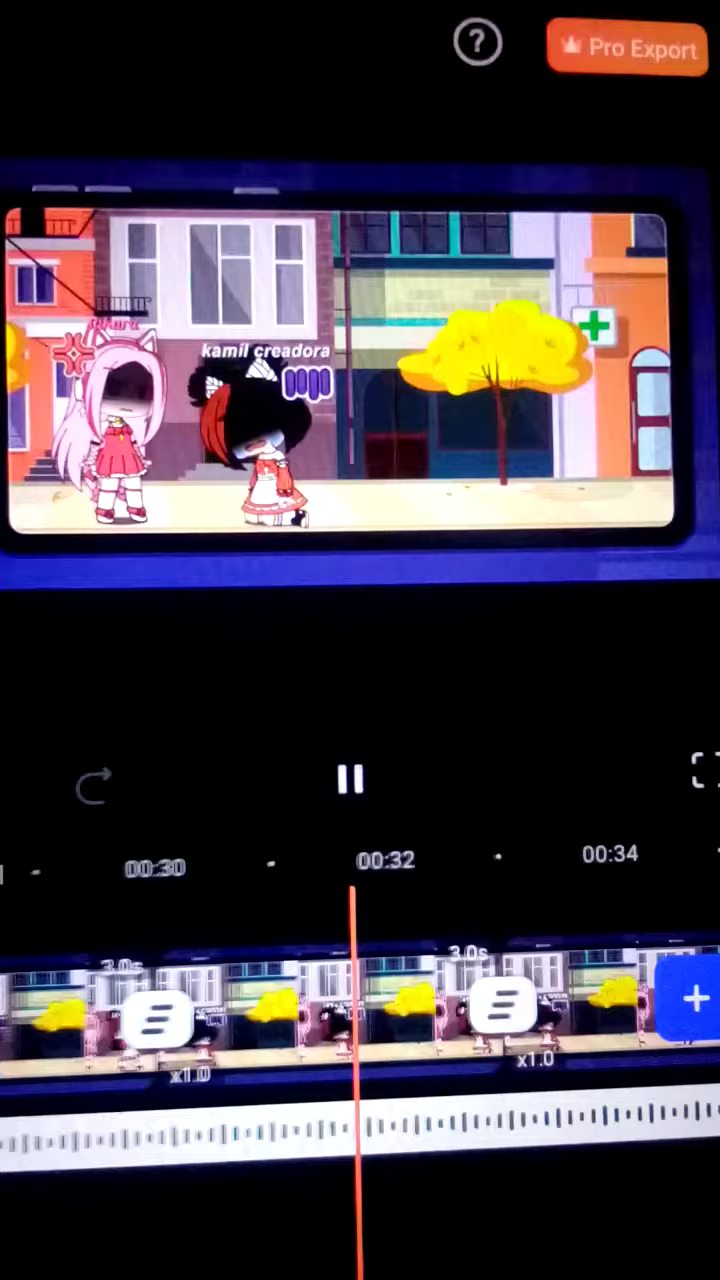 ?
Pro Export
kamil creadora
00:30
00:32
00:34
3.0s
3.0s
x1.0
x1.0